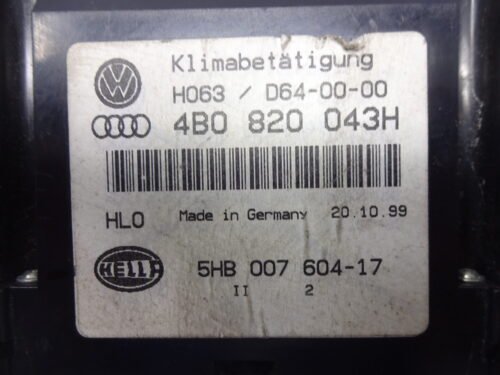 Klimabetätigung
H063 / D64-00-00
4B0 820 043H
HLO Made in Germany 20.10.99
HELLA
5HB 007 604-17
II 2